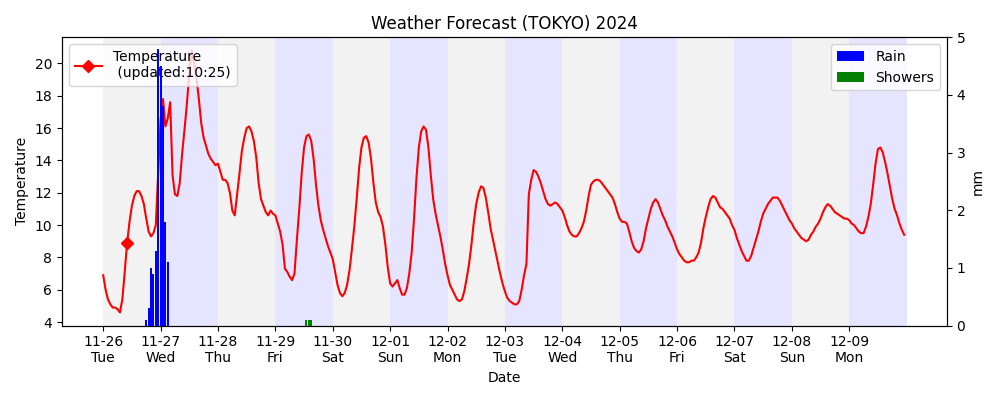 Weather Forecast (TOKYO) 2024
Temperature
(updated:10:25)
Rain
Showers
Temperature
20
18
16
14
12
10
8
6
4
5
4
3
2
1
0
mm
11-26 11-27 11-28 11-29 11-30 12-01 12-02 12-03 12-04 12-05 12-06 12-07 12-08 12-09
Tue Wed Thu Fri Sat Sun Mon Tue Wed Thu Fri Sat Sun Mon
Date